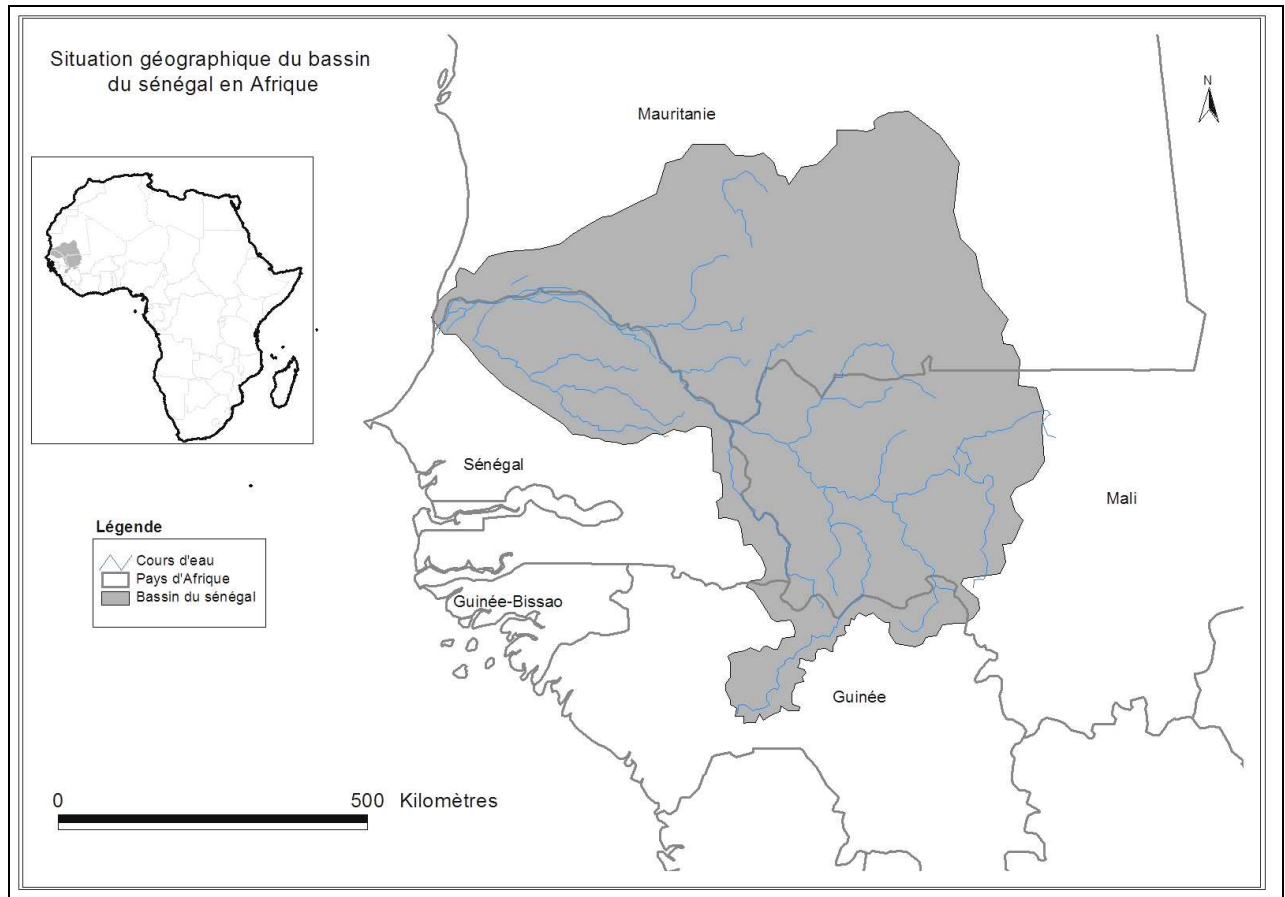 Situation géographique du bassin
du sénégal en Afrique
N
Mauritanie
Sénégal
Mali
Guinée-Bissao
Guinée
Légende
Cours d'eau
Pays d'Afrique
Bassin du sénégal
0 500 Kilomètres